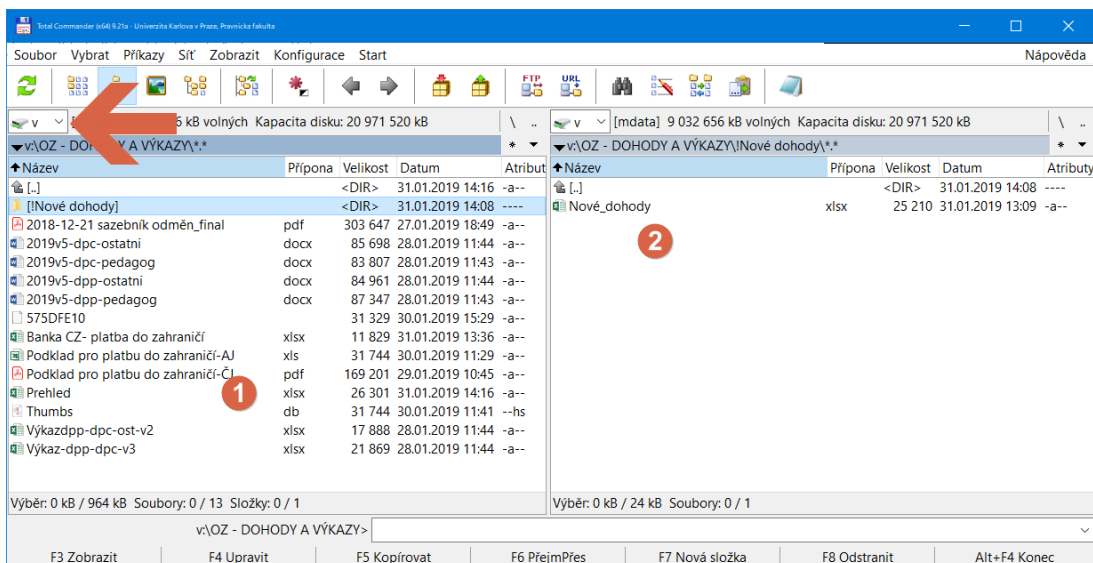 Total Commander (x64) 9.21a - Univerzita Karlova v Praze, Pravnicka fakulta
Soubor Vybrat Příkazy Síť Zobrazit Konfigurace Start Nápověda
FTP URL
v kB volných Kapacita disku: 20 971 520 kB \ ..
v [mdata] 9 032 656 kB volných Kapacita disku: 20 971 520 kB \ ..
v:\OZ - DOHODY A VÝKAZY\*.* *
v:\OZ - DOHODY A VÝKAZY\!Nové dohody\*.* *
Název Přípona Velikost Datum Atribut
[..] <DIR> 31.01.2019 14:16 -a--
[!Nové dohody] <DIR> 31.01.2019 14:08 ----
2018-12-21 sazebník odměn_final pdf 303 647 27.01.2019 18:49 -a--
2019v5-dpc-ostatni docx 85 698 28.01.2019 11:44 -a--
2019v5-dpc-pedagog docx 83 807 28.01.2019 11:43 -a--
2019v5-dpp-ostatni docx 84 961 28.01.2019 11:44 -a--
2019v5-dpp-pedagog docx 87 347 28.01.2019 11:43 -a--
575DFE10 31 329 30.01.2019 15:29 -a--
Banka CZ- platba do zahraničí xlsx 11 829 31.01.2019 13:36 -a--
Podklad pro platbu do zahraničí-AJ xls 31 744 30.01.2019 11:29 -a--
Podklad pro platbu do zahraničí-ČJ pdf 169 201 29.01.2019 10:45 -a--
Prehled xlsx 26 301 31.01.2019 14:16 -a--
1
Thumbs db 31 744 30.01.2019 11:41 --hs
Výkazdpp-dpc-ost-v2 xlsx 17 888 28.01.2019 11:44 -a--
Výkaz-dpp-dpc-v3 xlsx 21 869 28.01.2019 11:44 -a--
Výběr: 0 kB / 964 kB Soubory: 0 / 13 Složky: 0 / 1
Název Přípona Velikost Datum Atributy
[..] <DIR> 31.01.2019 14:08 ----
Nové_dohody xlsx 25 210 31.01.2019 13:09 -a--
2
Výběr: 0 kB / 24 kB Soubory: 0 / 1
v:\OZ - DOHODY A VÝKAZY>
F3 Zobrazit F4 Upravit F5 Kopírovat F6 PřejmPřes F7 Nová složka F8 Odstranit Alt+F4 Konec